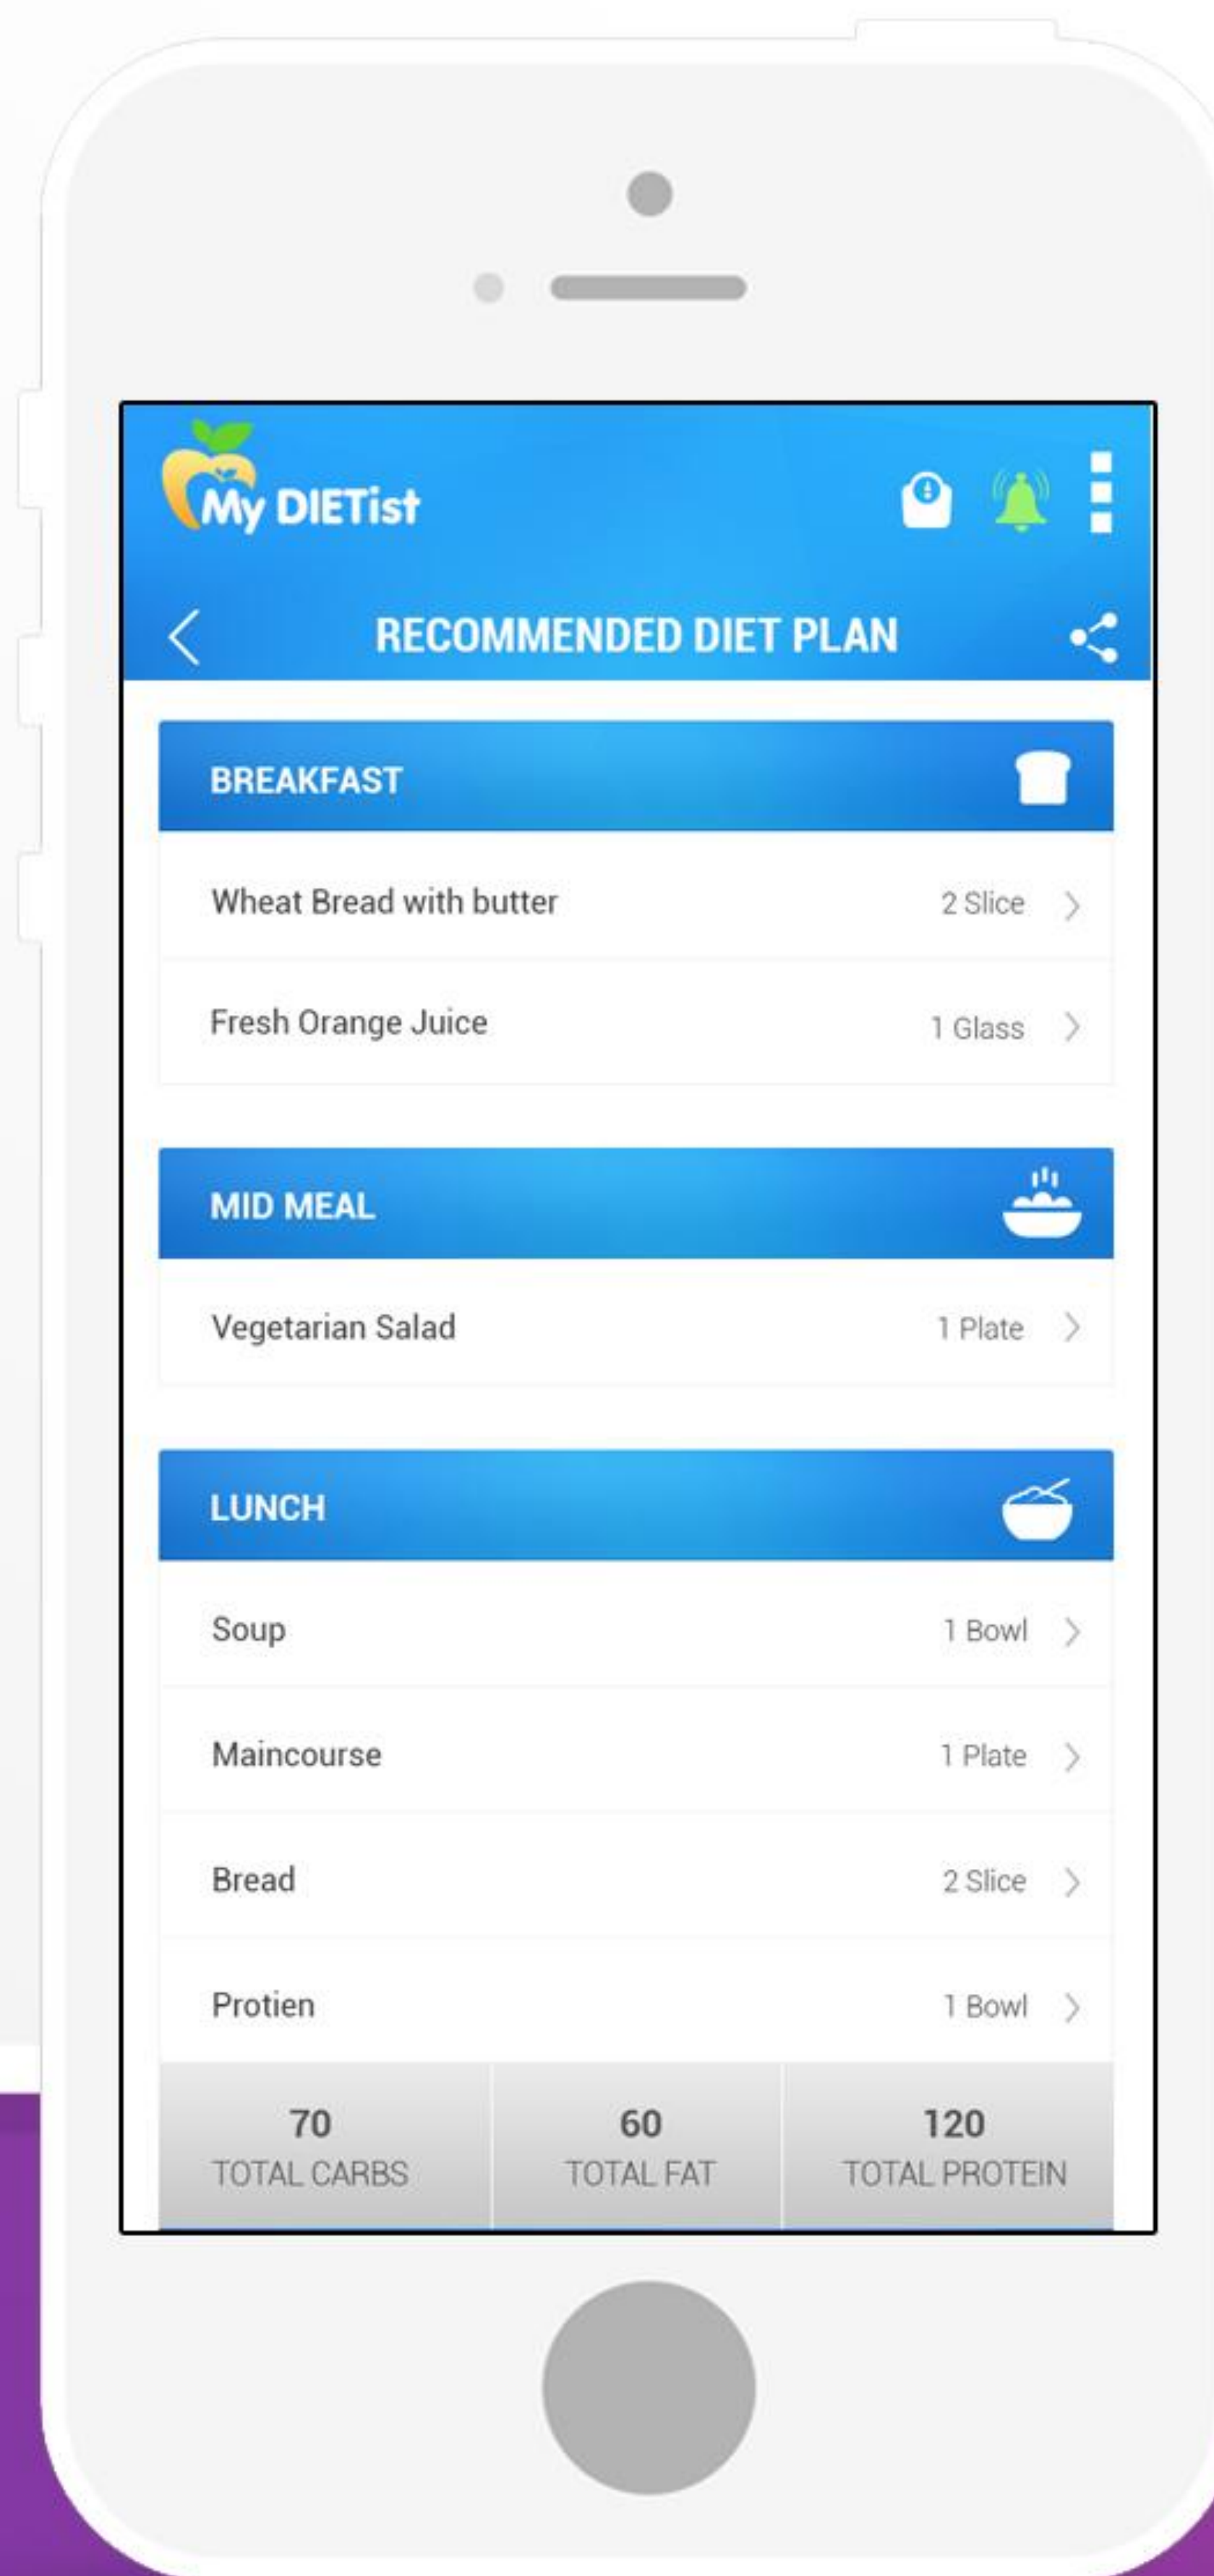 My DIETist
RECOMMENDED DIET PLAN
BREAKFAST
Wheat Bread with butter 2 Slice
Fresh Orange Juice 1 Glass
MID MEAL
Vegetarian Salad 1 Plate
LUNCH
Soup 1 Bowl
Maincourse 1 Plate
Bread 2 Slice
Protien 1 Bowl
70 60 120
TOTAL CARBS TOTAL FAT TOTAL PROTEIN